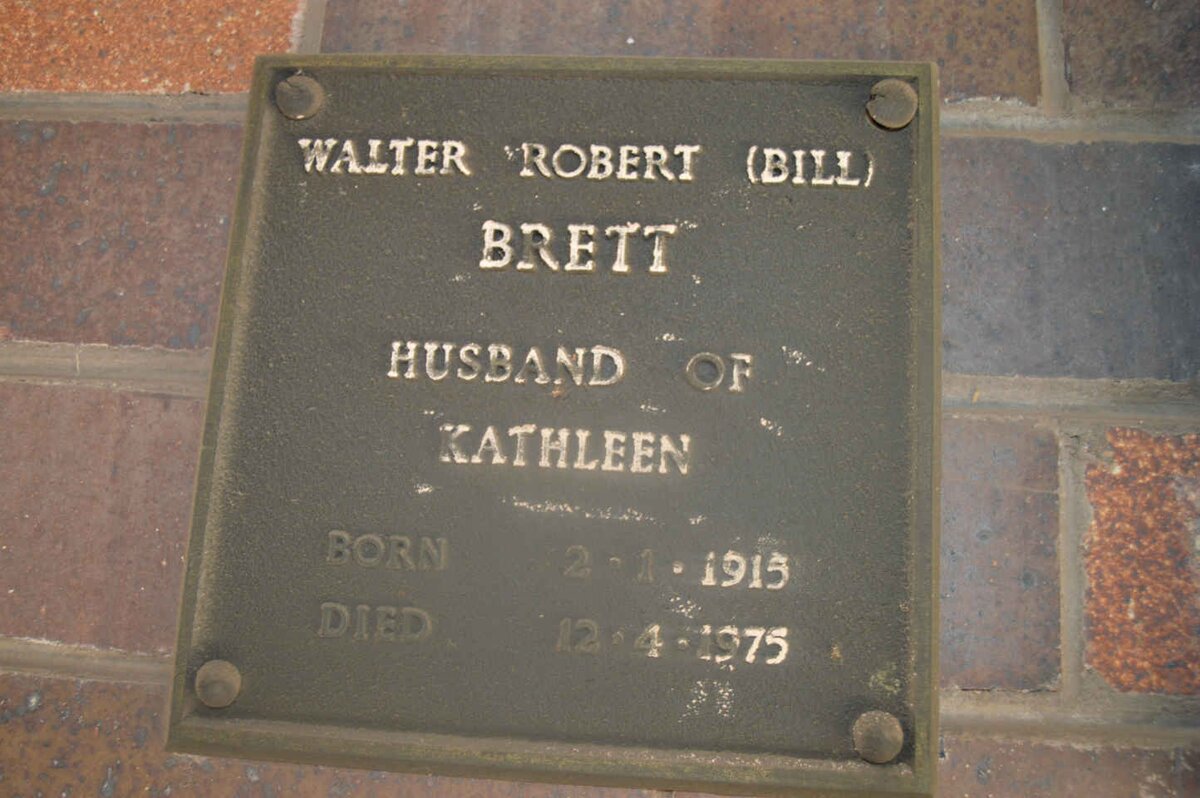 WALTER ROBERT (BILL)
BRETT
HUSBAND OF
KATHLEEN
BORN 2·1·1915
DIED 12·4·1975